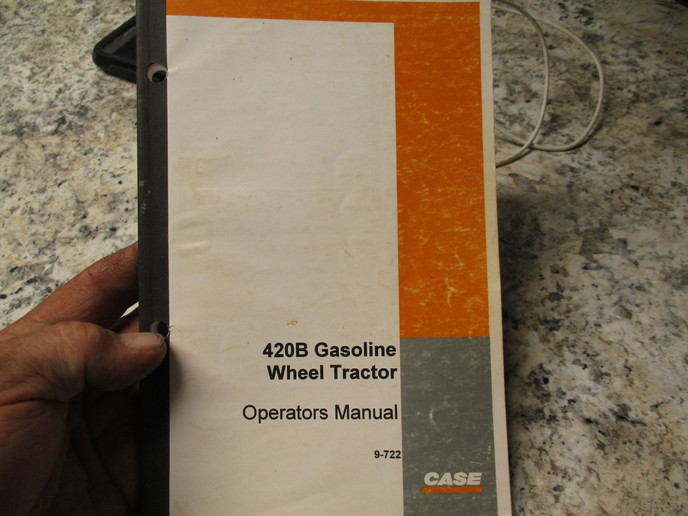 420B Gasoline
Wheel Tractor
Operators Manual
9-722
CASE